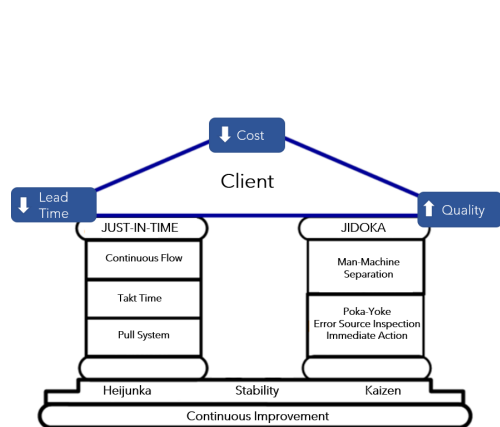 Cost
Client
Lead
Time
Quality
JUST-IN-TIME
JIDOKA
Continuous Flow
Takt Time
Pull System
Man-Machine
Separation
Poka-Yoke
Error Source Inspection
Immediate Action
Heijunka Stability Kaizen
Continuous Improvement